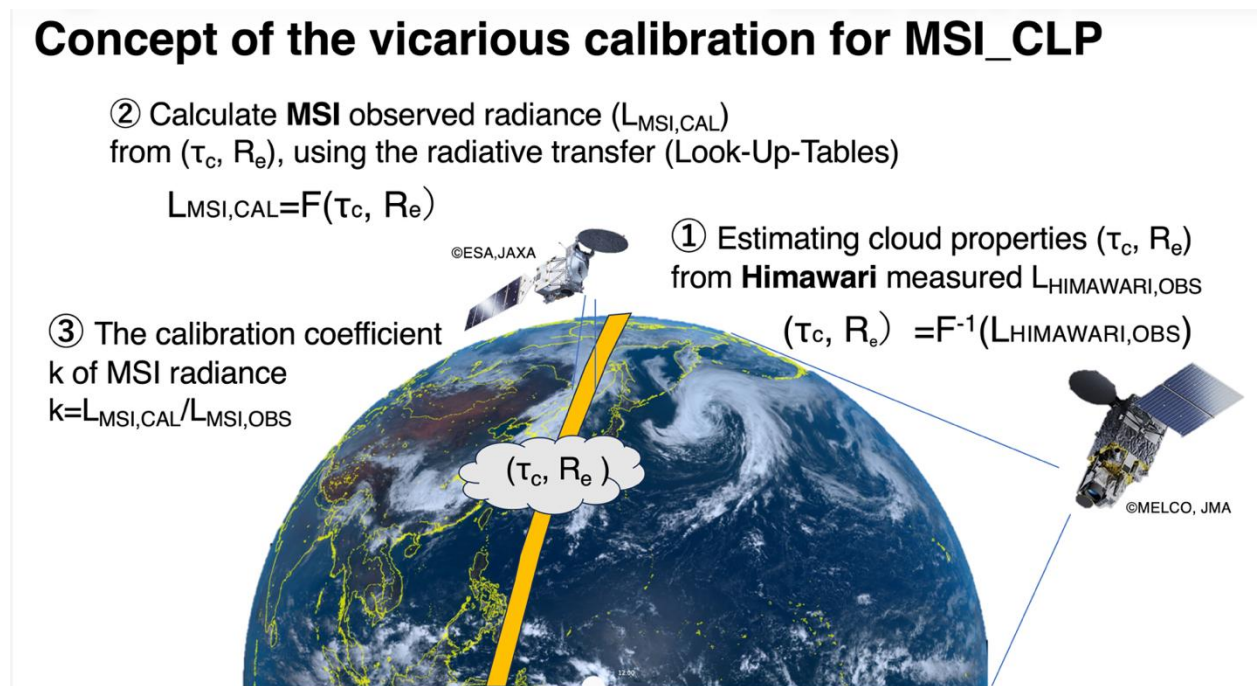 Concept of the vicarious calibration for MSI_CLP
② Calculate MSI observed radiance (LMSI,CAL)
from (τc, Re), using the radiative transfer (Look-Up-Tables)
LMSI,CAL=F(τc, Re)
©ESA,JAXA
① Estimating cloud properties (τc, Re)
from Himawari measured LHIMAWARI,OBS
(τc, Re) =F-1(LHIMAWARI,OBS)
③ The calibration coefficient
k of MSI radiance
k=LMSI,CAL/LMSI,OBS
(τc, Re)
©MELCO, JMA
12:00